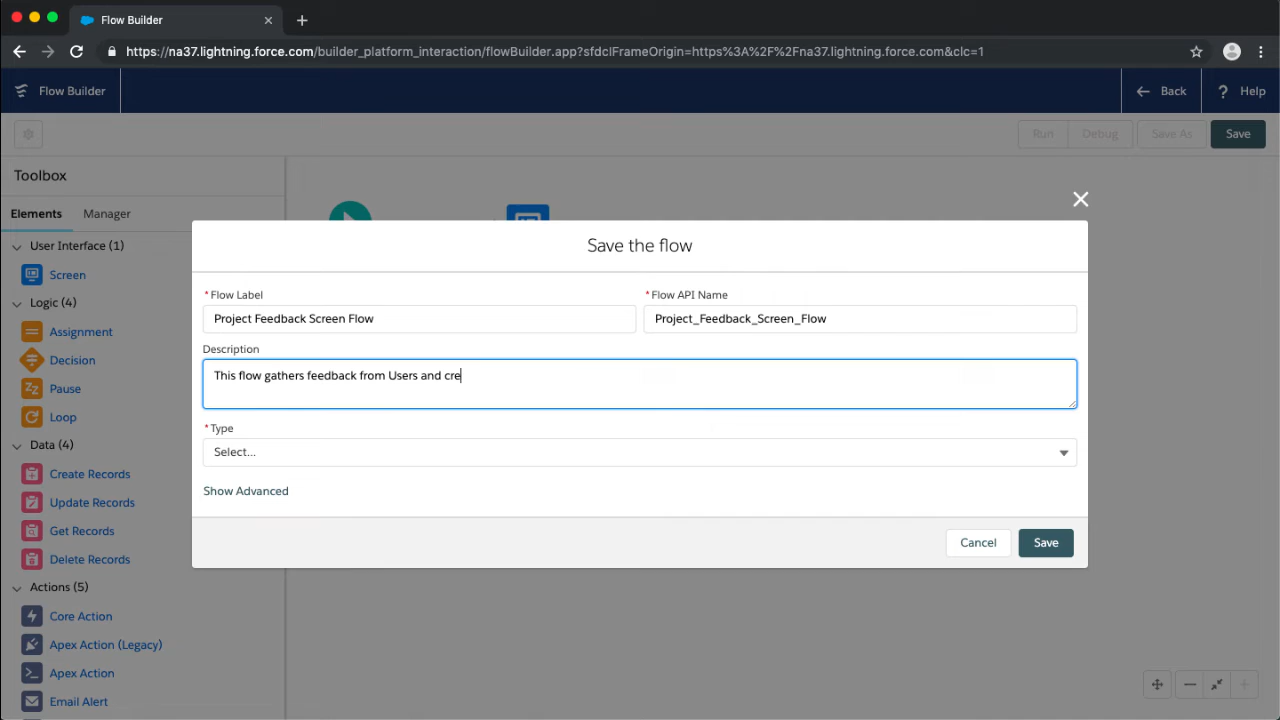 Flow Builder
https://na37.lightning.force.com/builder_platform_interaction/flowBuilder.app?sfdcIFrameOrigin=https%3A%2F%2Fna37.lightning.force.com&clc=1
Flow Builder
Back
? Help
Run
Debug
Save As
Save
Toolbox
Elements
Manager
User Interface (1)
Screen
Logic (4)
Assignment
Decision
Pause
Loop
Data (4)
Create Records
Update Records
Get Records
Delete Records
Actions (5)
Core Action
Apex Action (Legacy)
Apex Action
Email Alert
Save the flow
* Flow Label
Project Feedback Screen Flow
* Flow API Name
Project_Feedback_Screen_Flow
Description
This flow gathers feedback from Users and cre
* Type
Select...
Show Advanced
Cancel
Save